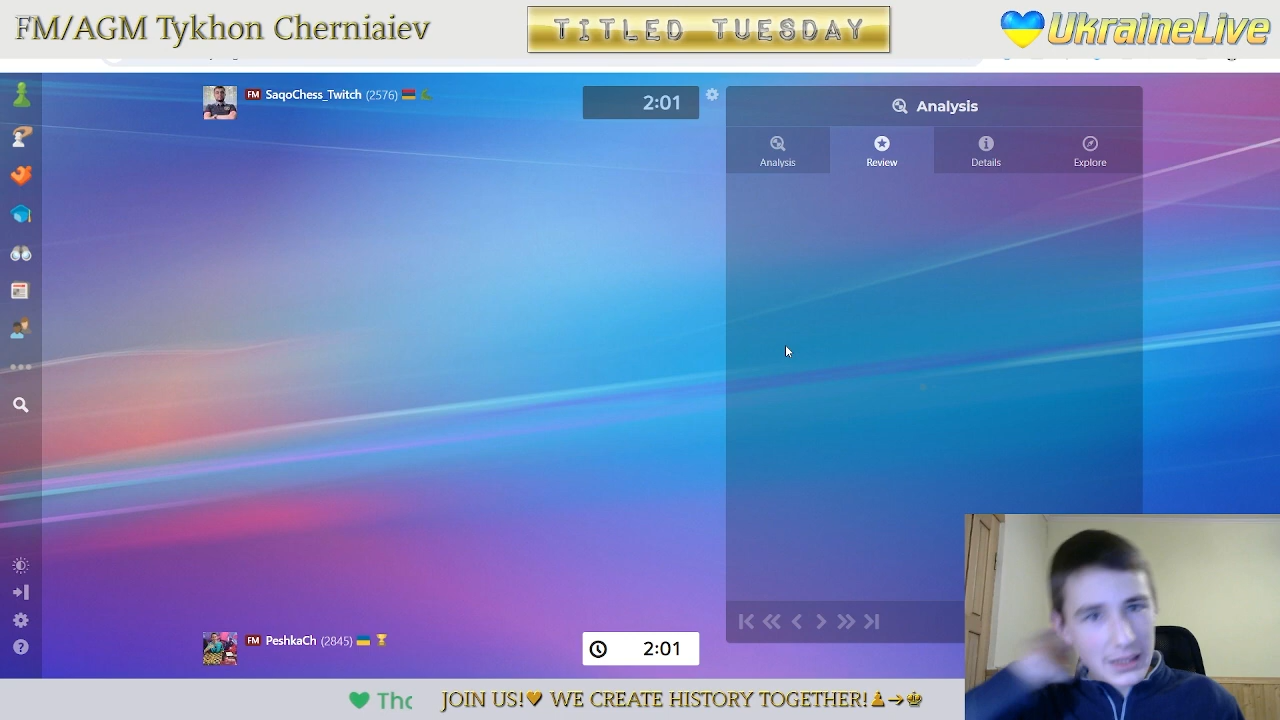 FM/AGM Tykhon Cherniaiev
TITLED TUESDAY
UkraineLive
FM SaqoChess_Twitch (2576)
2:01
Analysis
Analysis
Review
Details
Explore
FM PeshkaCh (2845)
2:01
JOIN US! WE CREATE HISTORY TOGETHER!